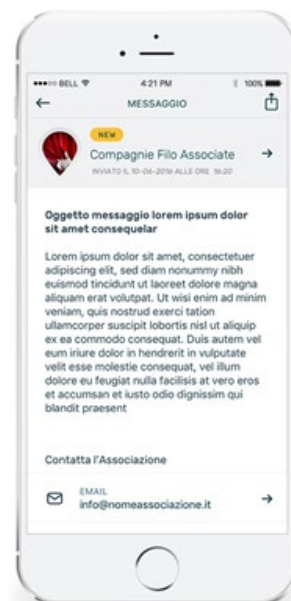 BELL 4:21 PM 100%
MESSAGGIO
NEW
Compagnie Filo Associate
INVIATO IL 10-06-2016 ALLE ORE 16:20
Oggetto messaggio lorem ipsum dolor
sit amet consequelar
Lorem ipsum dolor sit amet, consectetuer
adipiscing elit, sed diam nonummy nibh
euismod tincidunt ut laoreet dolore magna
aliquam erat volutpat. Ut wisi enim ad minim
veniam, quis nostrud exerci tation
ullamcorper suscipit lobortis nisl ut aliquip
ex ea commodo consequat. Duis autem vel
eum iriure dolor in hendrerit in vulputate
velit esse molestie consequat, vel illum
dolore eu feugiat nulla facilisis at vero eros
et accumsan et iusto odio dignissim qui
blandit praesent
Contatta l'Associazione
EMAIL
info@nomeassociazione.it